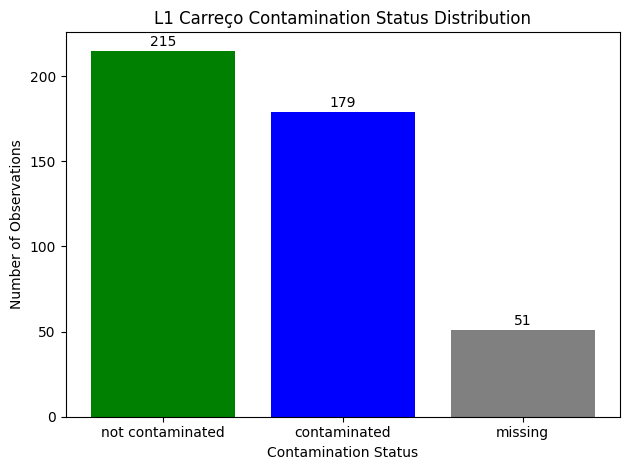 L1 Carreço Contamination Status Distribution
215
179
51
200
150
100
50
0
Number of Observations
not contaminated
contaminated
missing
Contamination Status